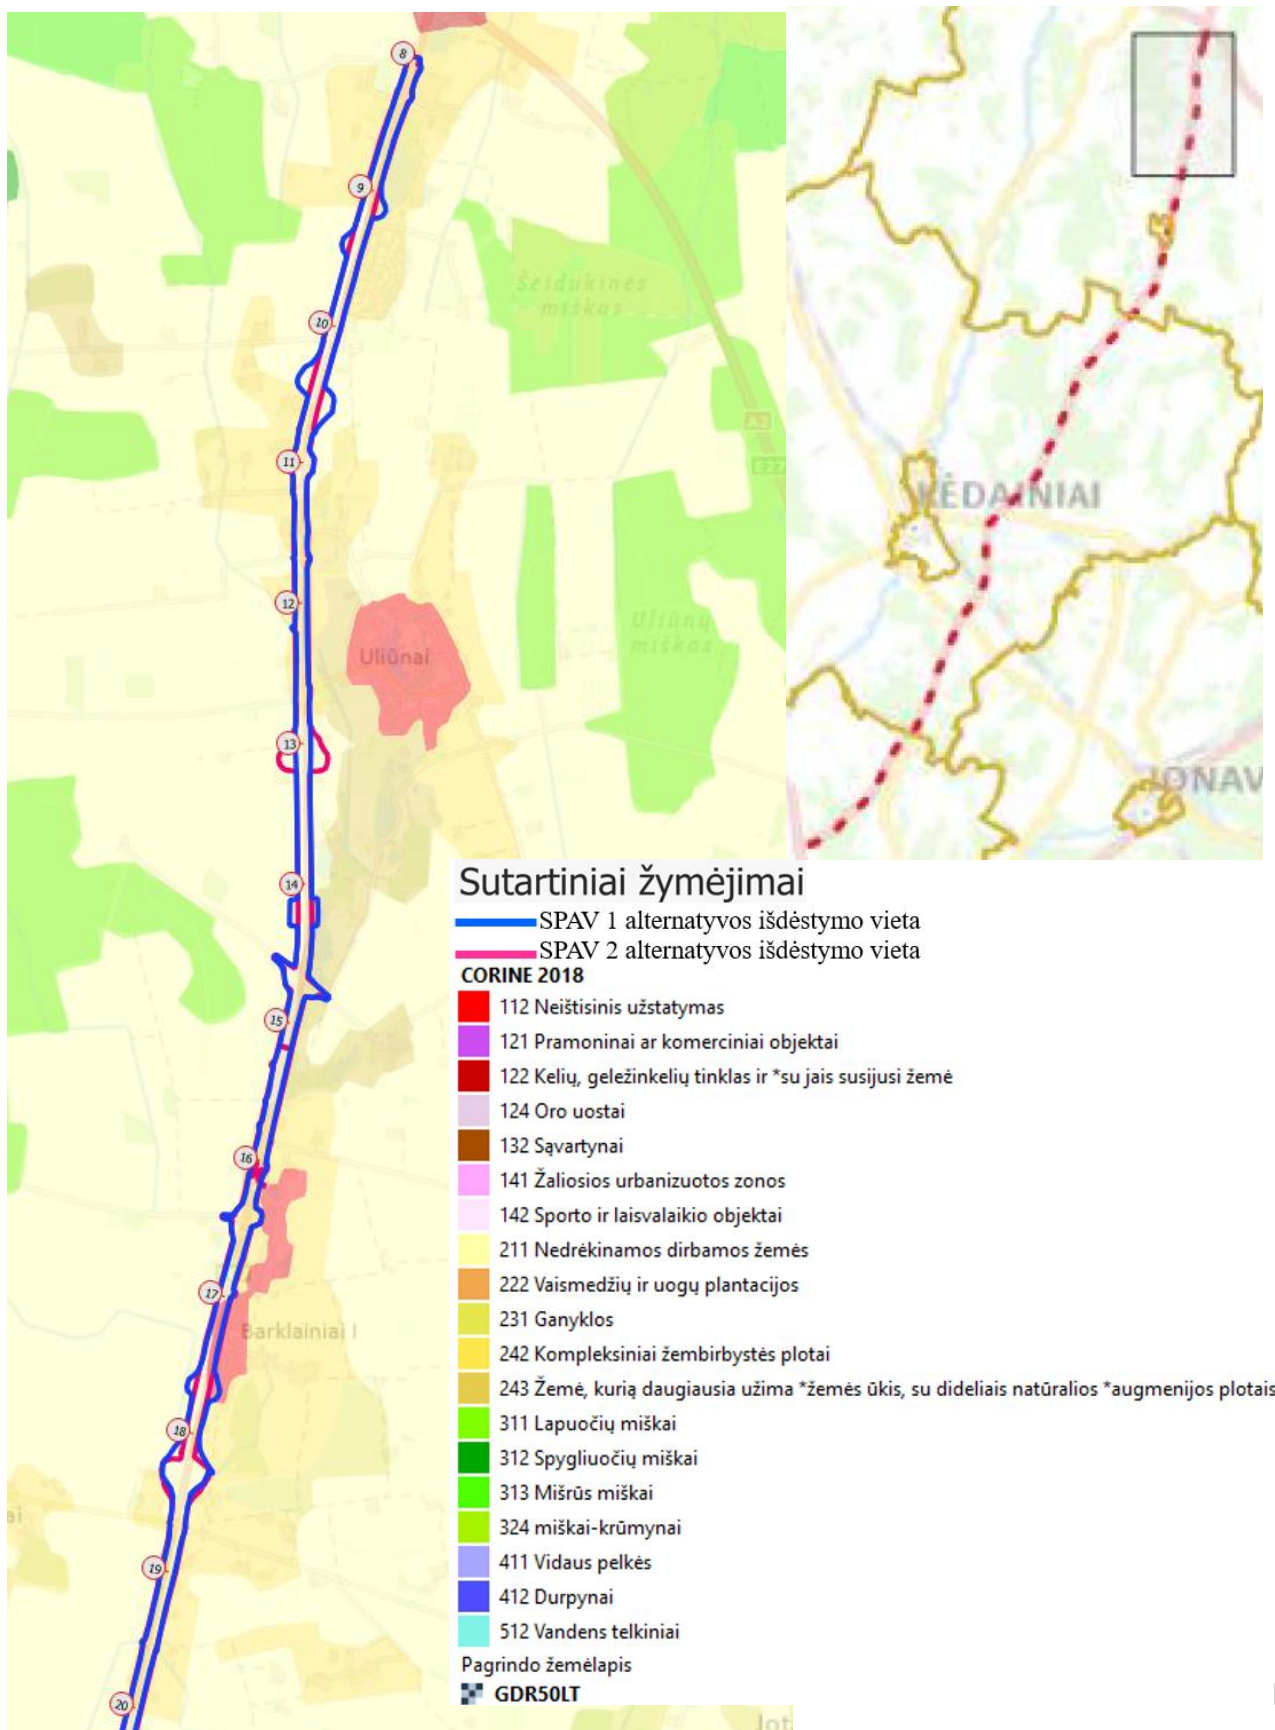 8
9
Šeidukinės
miškas
10
A2
11
E27
12
Uliūnų
miškas
Uliūnai
13
14
15
16
17
Barklainiai I
18
19
20
KĖDAINIAI
JONAV
Sutartiniai žymėjimai
SPAV 1 alternatyvos išdėstymo vieta
SPAV 2 alternatyvos išdėstymo vieta
CORINE 2018
112 Neištisinis užstatymas
121 Pramoninai ar komerciniai objektai
122 Kelių, geležinkelių tinklas ir *su jais susijusi žemė
124 Oro uostai
132 Sąvartynai
141 Žaliosios urbanizuotos zonos
142 Sporto ir laisvalaikio objektai
211 Nedrėkinamos dirbamos žemės
222 Vaismedžių ir uogų plantacijos
231 Ganyklos
242 Kompleksiniai žembirbystės plotai
243 Žemė, kurią daugiausia užima *žemės ūkis, su dideliais natūralios *augmenijos plotais
311 Lapuočių miškai
312 Spygliuočių miškai
313 Mišrūs miškai
324 miškai-krūmynai
411 Vidaus pelkės
412 Durpynai
512 Vandens telkiniai
Pagrindo žemėlapis
GDR50LT